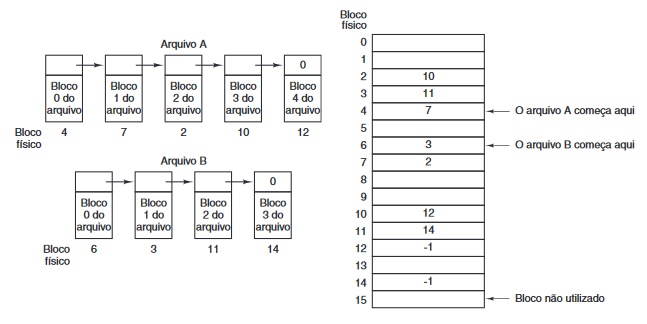 Arquivo A
0
Bloco 0 do arquivo
Bloco 1 do arquivo
Bloco 2 do arquivo
Bloco 3 do arquivo
Bloco 4 do arquivo
Bloco físico 4 7 2 10 12
Arquivo B
0
Bloco 0 do arquivo
Bloco 1 do arquivo
Bloco 2 do arquivo
Bloco 3 do arquivo
Bloco físico 6 3 11 14
Bloco
físico
0
1
2 10
3 11
4 7 O arquivo A começa aqui
5
6 3 O arquivo B começa aqui
7 2
8
9
10 12
11 14
12 -1
13
14 -1
15 Bloco não utilizado